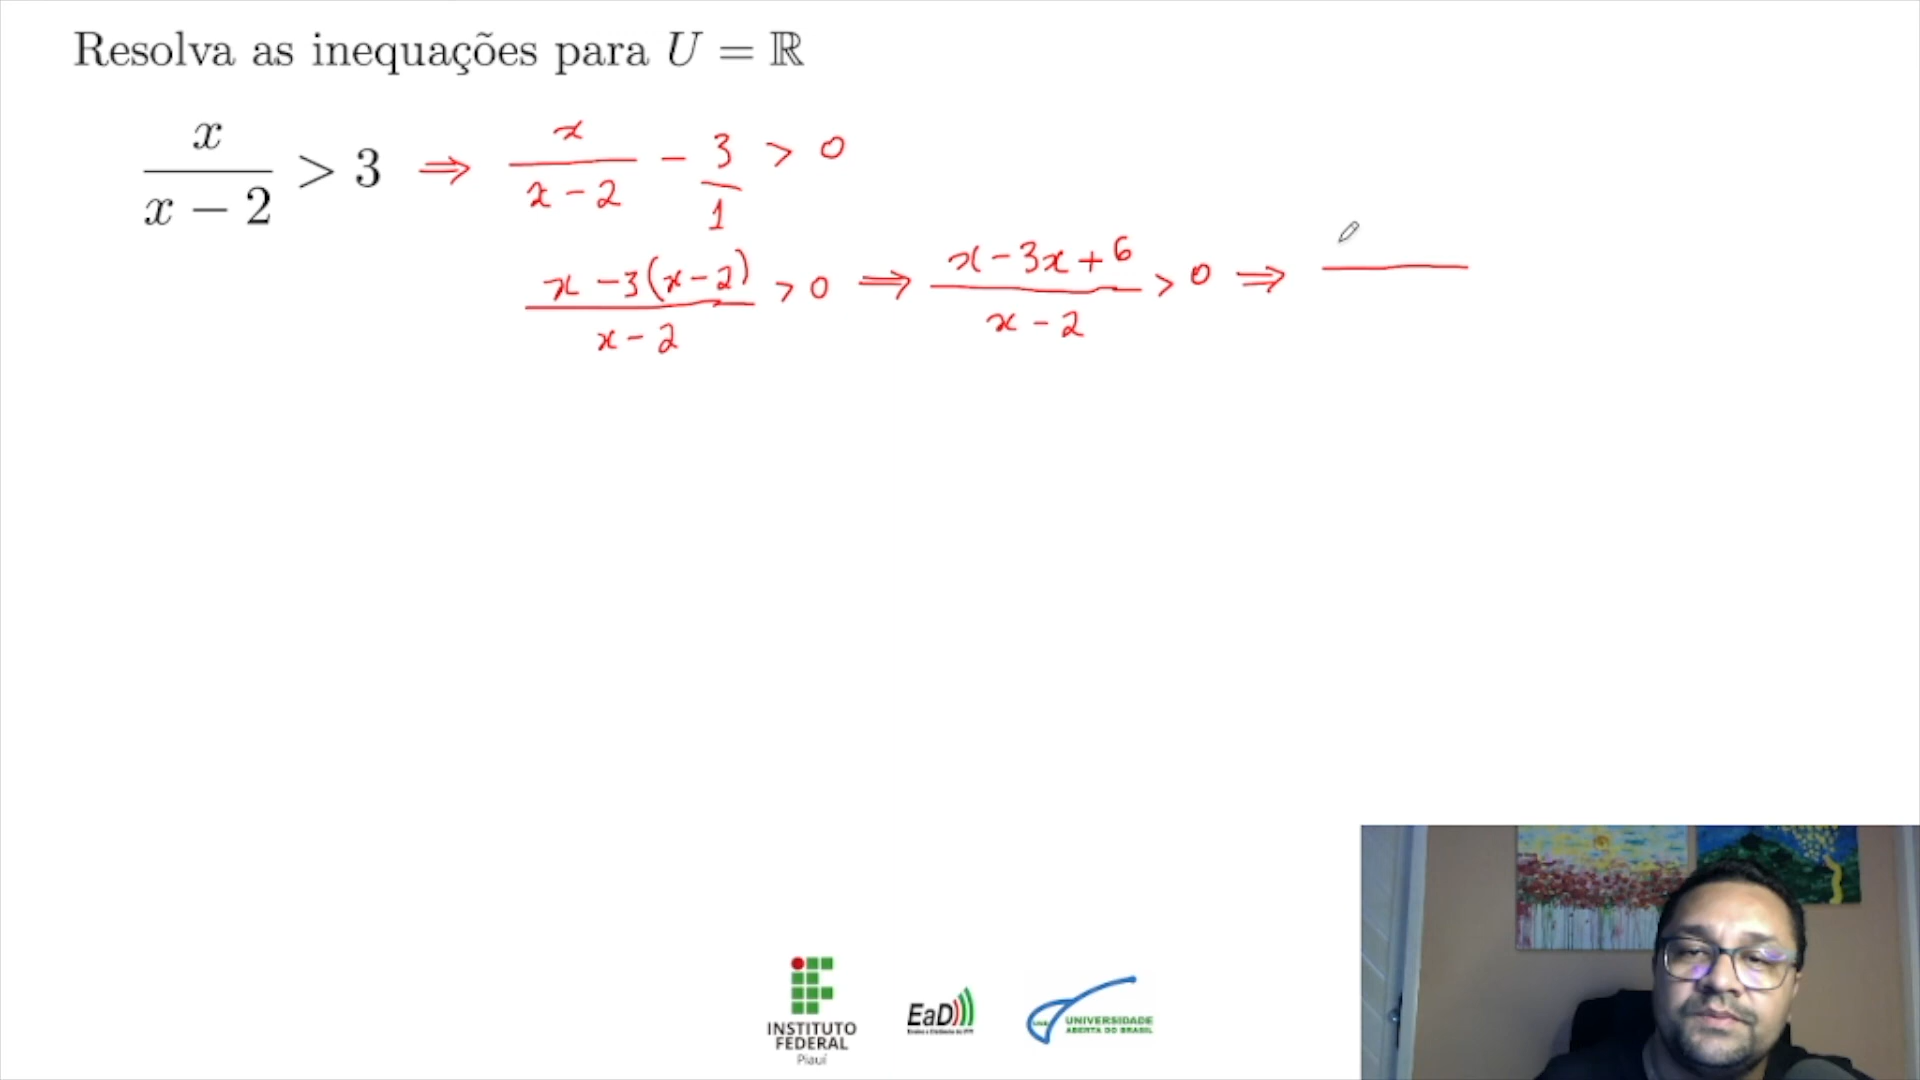 Resolva as inequações para U = ℝ
x/(x − 2) > 3 ⇒ x/(x − 2) − 3/1 > 0
(x − 3(x − 2))/(x − 2) > 0 ⇒ (x − 3x + 6)/(x − 2) > 0 ⇒
INSTITUTO
FEDERAL
Piauí
EaD
UNIVERSIDADE
ABERTA DO BRASIL